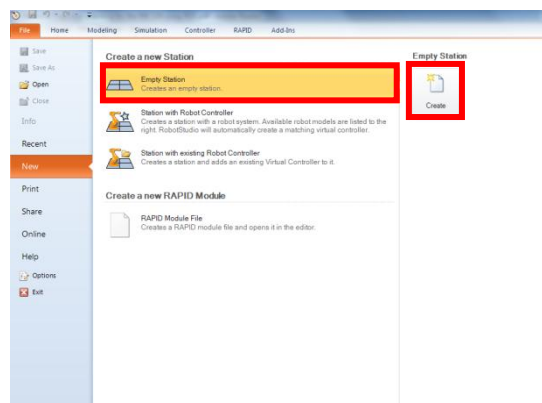 File Home Modeling Simulation Controller RAPID Add-Ins
Save
Save As
Open
Close
Info
Recent
New
Print
Share
Online
Help
Options
Exit
Create a new Station
Empty Station
Creates an empty station.
Station with Robot Controller
Creates a station with a robot system. Available robot models are listed to the
right. RobotStudio will automatically create a matching virtual controller.
Station with existing Robot Controller
Creates a station and adds an existing Virtual Controller to it.
Create a new RAPID Module
RAPID Module File
Creates a RAPID module file and opens it in the editor.
Empty Station
Create